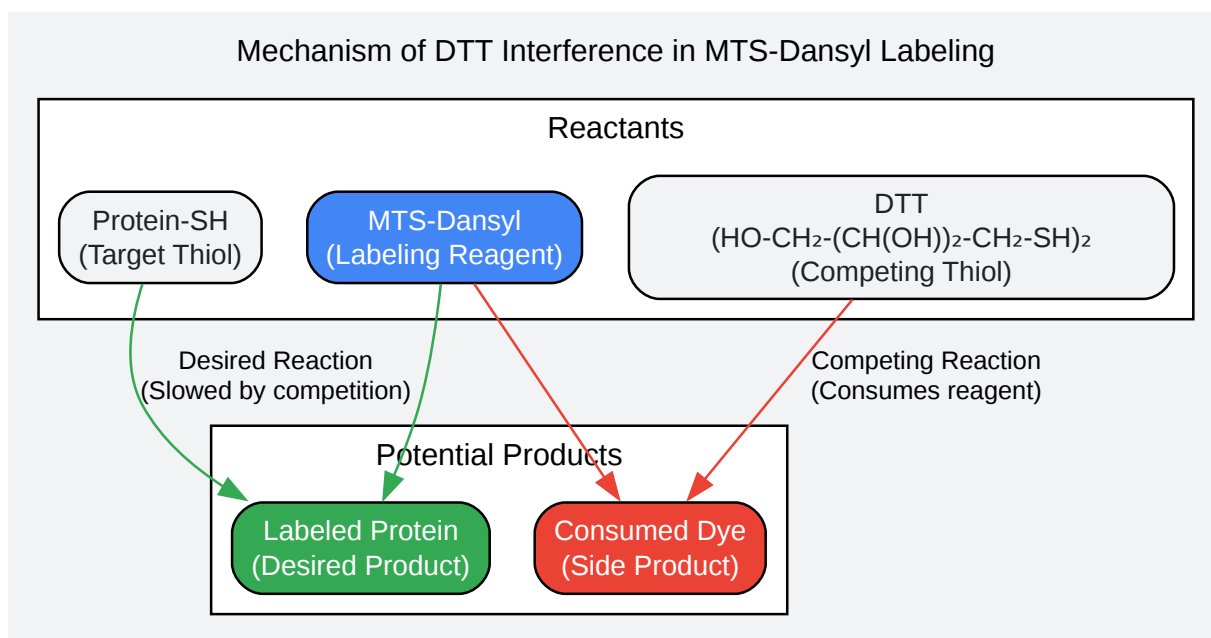 Mechanism of DTT Interference in MTS-Dansyl Labeling
Reactants
Protein-SH
(Target Thiol)
MTS-Dansyl
(Labeling Reagent)
DTT
(HO-CH₂-(CH(OH))₂-CH₂-SH)₂
(Competing Thiol)
Desired Reaction
(Slowed by competition)
Competing Reaction
(Consumes reagent)
Potential Products
Labeled Protein
(Desired Product)
Consumed Dye
(Side Product)